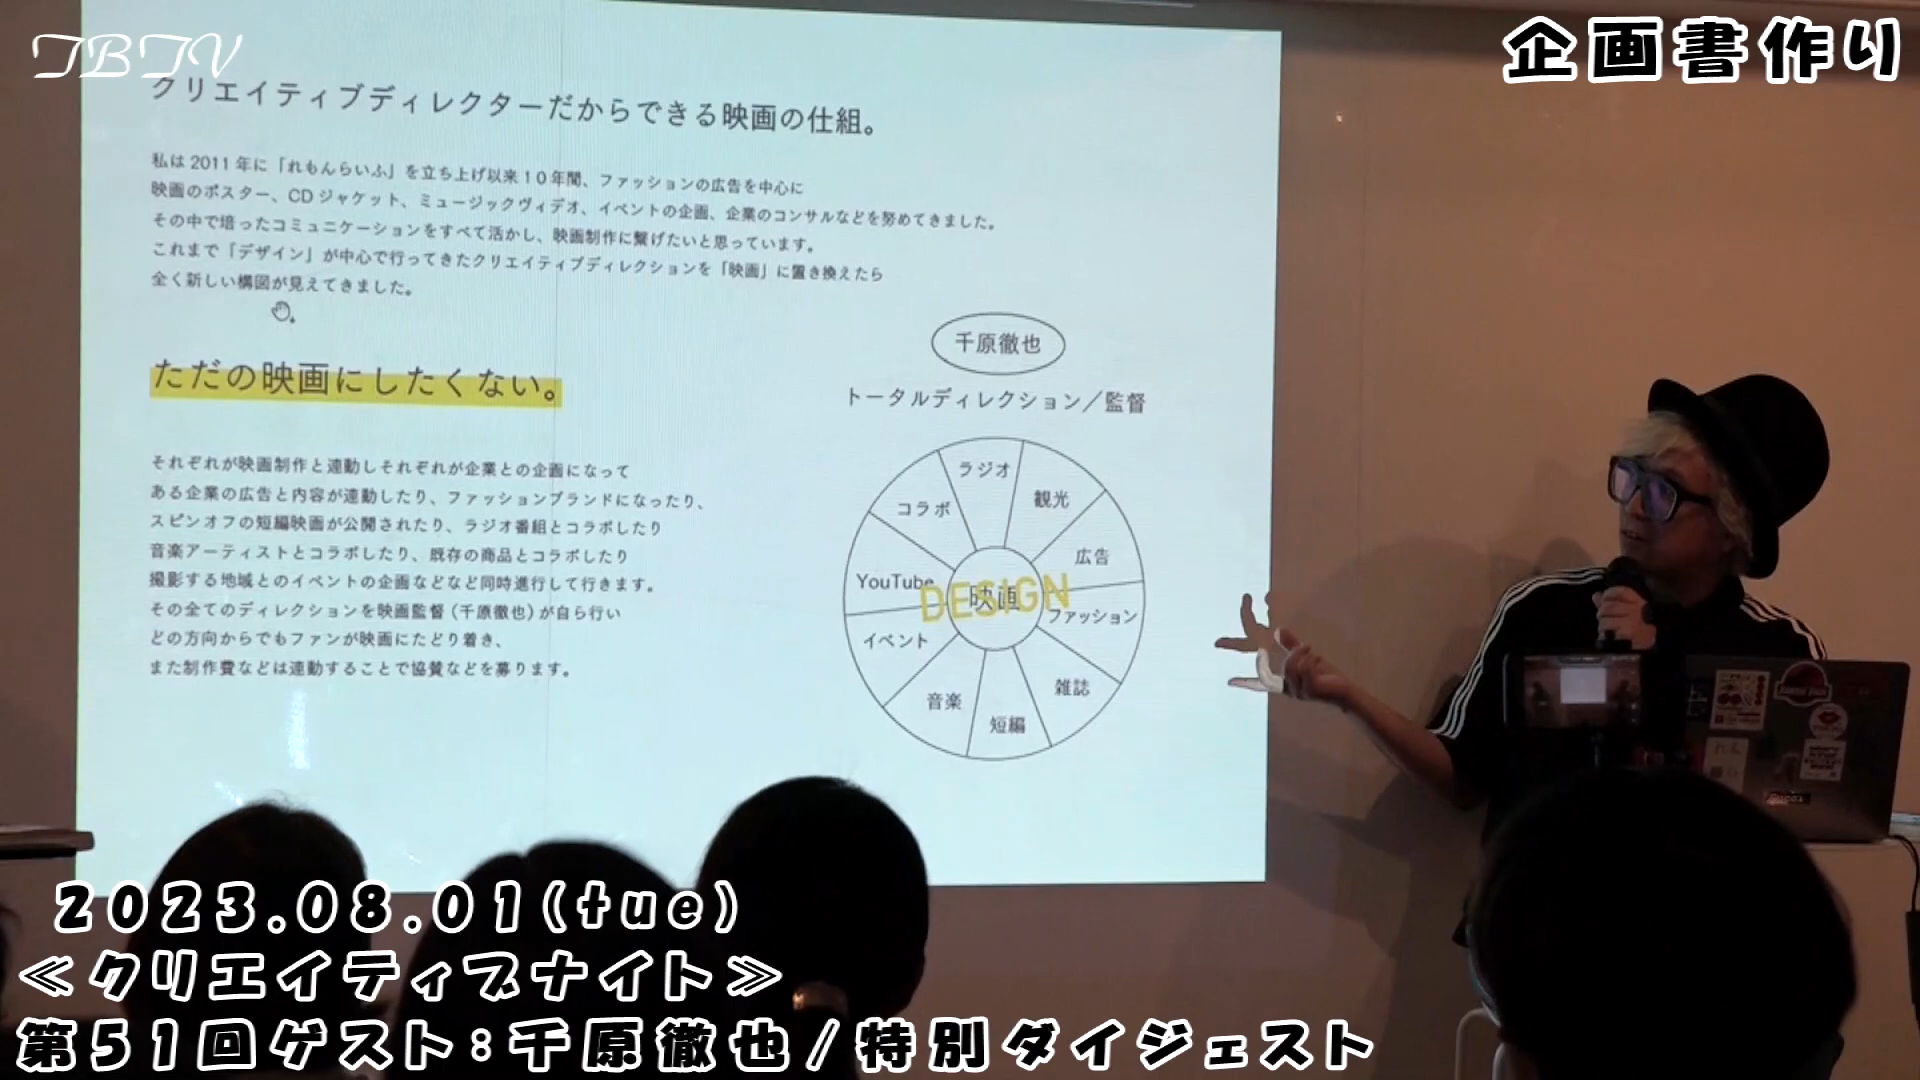 TBTV
企画書作り
クリエイティブディレクターだからできる映画の仕組。
私は2011年に「れもんらいふ」を立ち上げ以来10年間、ファッションの広告を中心に
映画のポスター、CDジャケット、ミュージックヴィデオ、イベントの企画、企業のコンサルなどを努めてきました。
その中で培ったコミュニケーションをすべて活かし、映画制作に繋げたいと思っています。
これまで「デザイン」が中心で行ってきたクリエイティブディレクションを「映画」に置き換えたら
全く新しい構図が見えてきました。
ただの映画にしたくない。
それぞれが映画制作と連動しそれぞれが企業との企画になって
ある企業の広告と内容が連動したり、ファッションブランドになったり、
スピンオフの短編映画が公開されたり、ラジオ番組とコラボしたり
音楽アーティストとコラボしたり、既存の商品とコラボしたり
撮影する地域とのイベントの企画などなど同時進行して行きます。
その全てのディレクションを映画監督(千原徹也)が自ら行い
どの方向からでもファンが映画にたどり着き、
また制作費などは連動することで協賛などを募ります。
千原徹也
トータルディレクション/監督
ラジオ
観光
コラボ
広告
YouTube
映画
DESIGN
ファッション
イベント
雑誌
音楽
短編
2023.08.01(tue)
≪クリエイティブナイト≫
第51回ゲスト:千原徹也/特別ダイジェスト